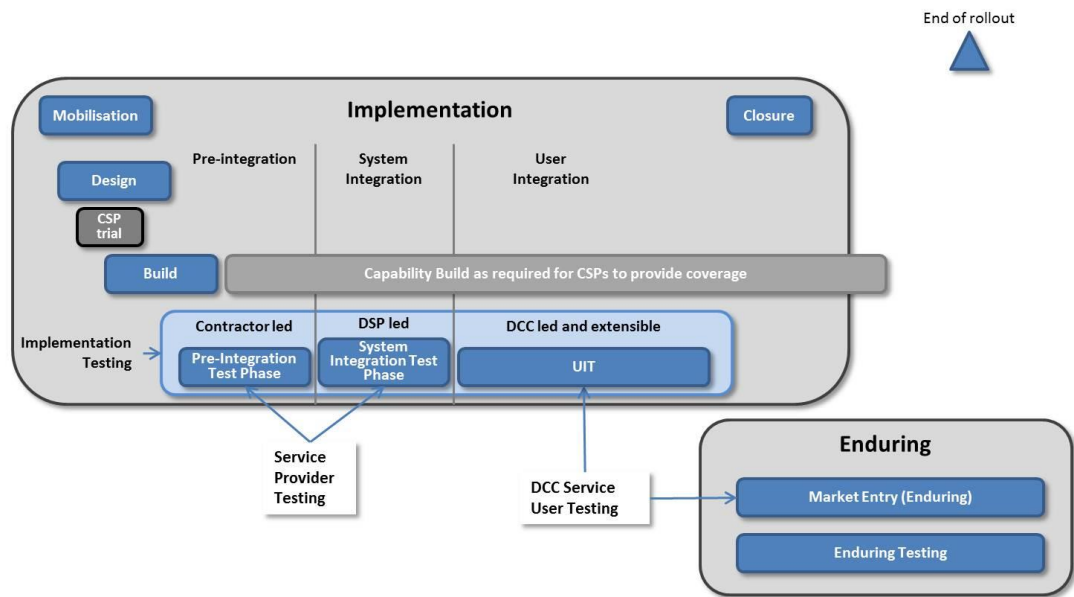 End of rollout
Implementation
Mobilisation
Closure
Pre-integration
System
Integration
User
Integration
Design
CSP
trial
Build
Capability Build as required for CSPs to provide coverage
Implementation
Testing
Contractor led
DSP led
DCC led and extensible
Pre-Integration
Test Phase
System
Integration Test
Phase
UIT
Service
Provider
Testing
DCC Service
User Testing
Enduring
Market Entry (Enduring)
Enduring Testing